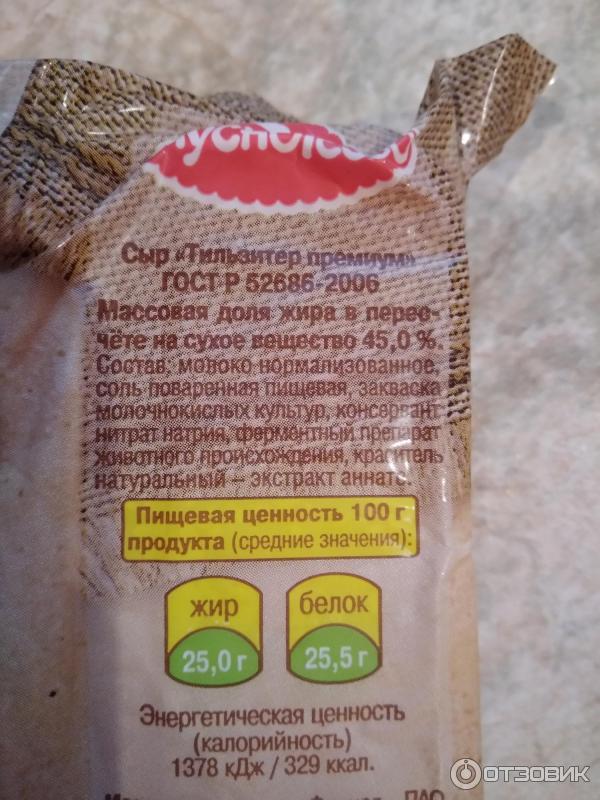 Сыр «Тильзитер премиум»
ГОСТ Р 52686-2006
Массовая доля жира в пересчёте
на сухое вещество 45,0 %.
Состав: молоко нормализованное,
соль поваренная пищевая, закваска
молочнокислых культур, консервант
нитрат натрия, ферментный препарат
животного происхождения, краситель
натуральный – экстракт аннато.
Пищевая ценность 100 г
продукта (средние значения):
жир белок
25,0 г 25,5 г
Энергетическая ценность
(калорийность)
1378 кДж / 329 ккал.
ПАО
ОТЗОВИК